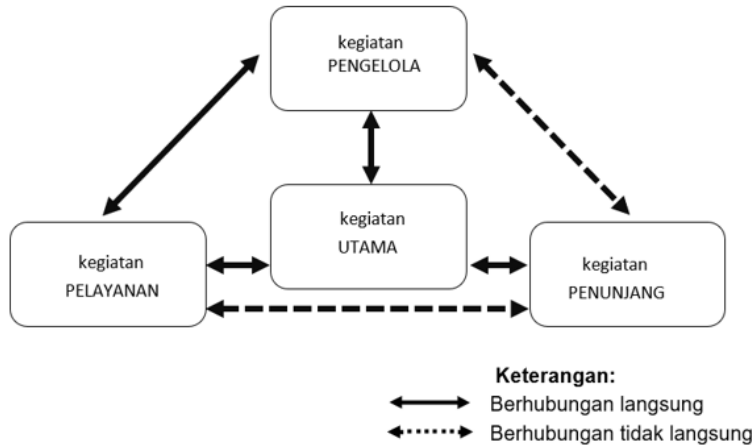 kegiatan
PENGELOLA
kegiatan
UTAMA
kegiatan
PELAYANAN
kegiatan
PENUNJANG
Keterangan:
Berhubungan langsung
Berhubungan tidak langsung